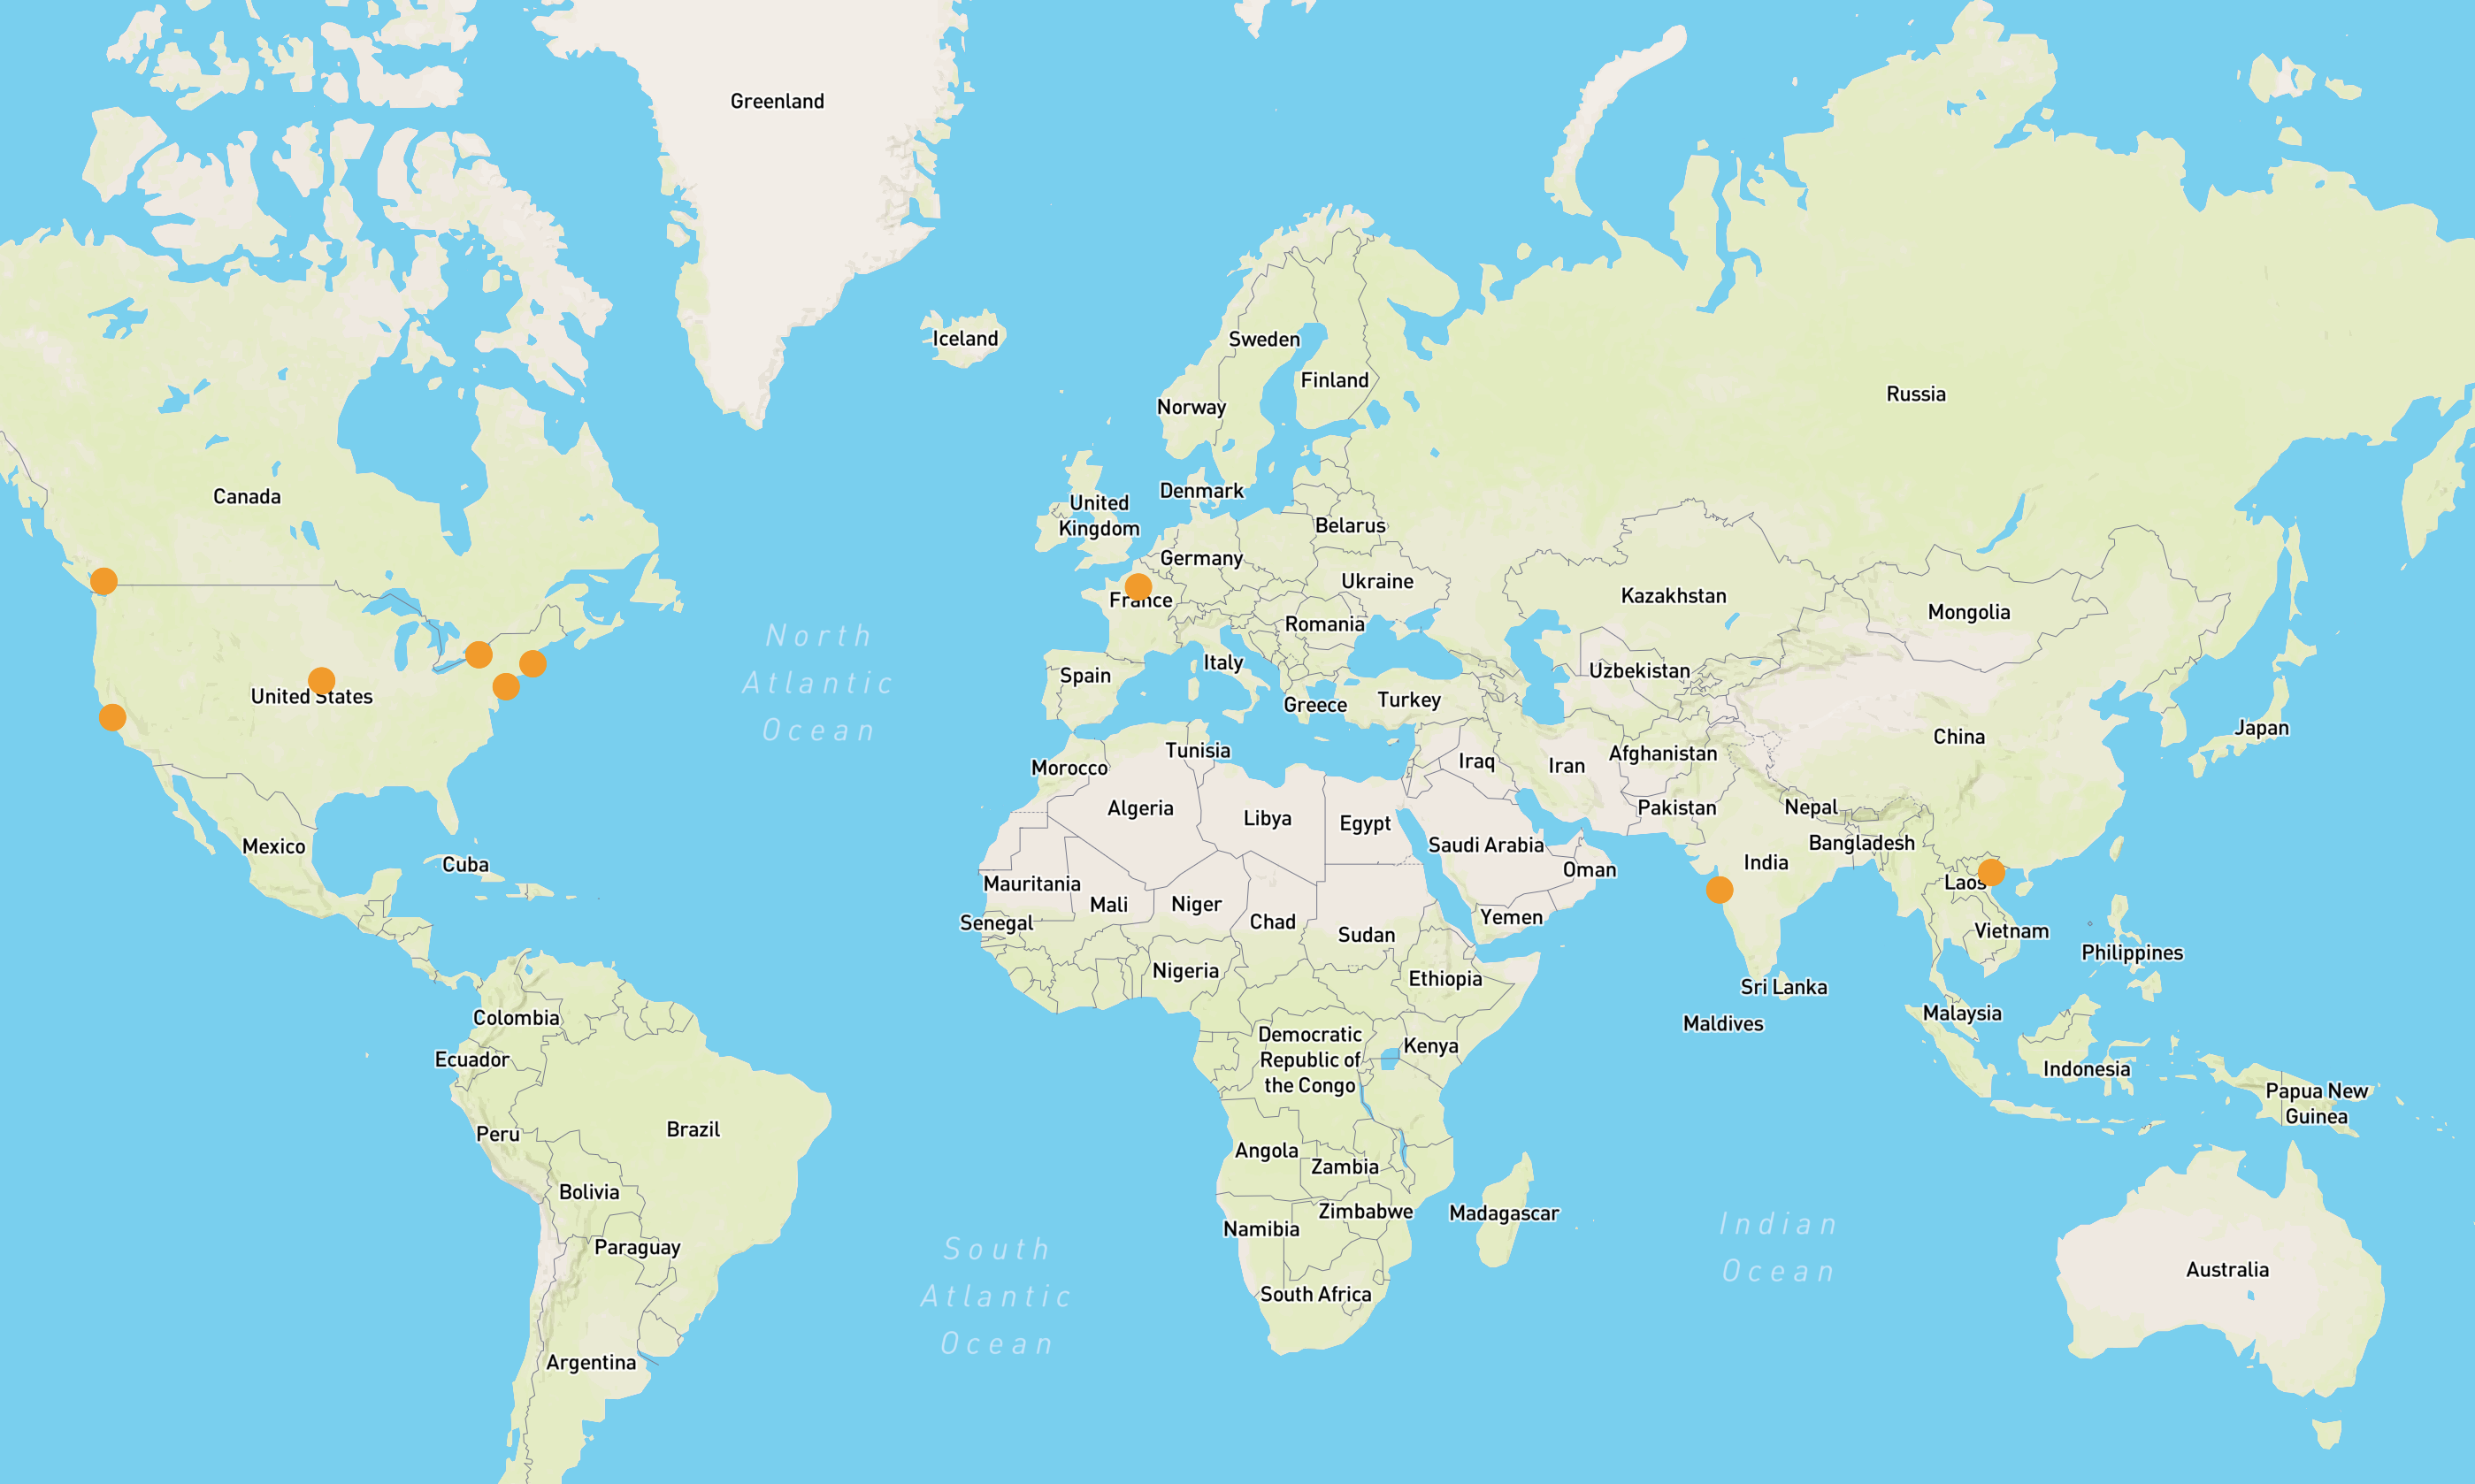 Greenland
Iceland
Sweden
Finland
Norway
Russia
Canada
United
Kingdom
Denmark
Belarus
Germany
Ukraine
France
Kazakhstan
Mongolia
Romania
North
Atlantic
Ocean
Spain
Italy
Uzbekistan
United States
Greece
Turkey
Japan
China
Tunisia
Morocco
Iraq
Iran
Afghanistan
Algeria
Libya
Egypt
Pakistan
Nepal
Mexico
Saudi Arabia
Bangladesh
Cuba
India
Oman
Mauritania
Laos
Mali
Niger
Chad
Senegal
Yemen
Sudan
Vietnam
Philippines
Nigeria
Ethiopia
Sri Lanka
Colombia
Malaysia
Maldives
Democratic
Republic of
the Congo
Kenya
Ecuador
Indonesia
Papua New
Guinea
Peru
Brazil
Angola
Zambia
Bolivia
Zimbabwe
Madagascar
Namibia
Indian
Ocean
Paraguay
South
Atlantic
Ocean
Australia
South Africa
Argentina